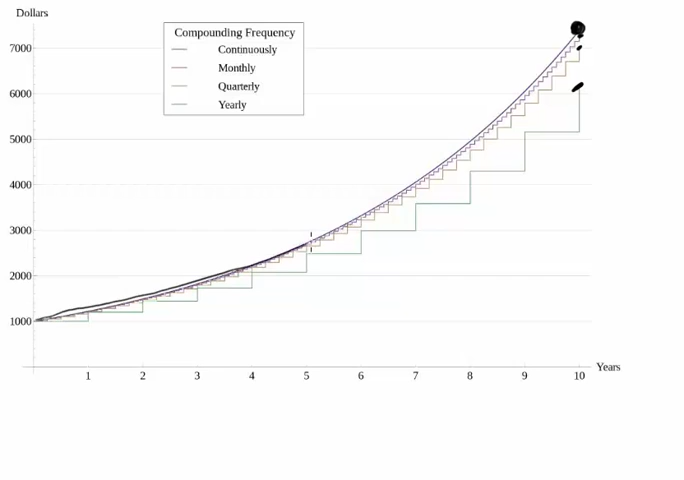 Dollars
Compounding Frequency
Continuously
Monthly
Quarterly
Yearly
7000
6000
5000
4000
3000
2000
1000
1 2 3 4 5 6 7 8 9 10
Years